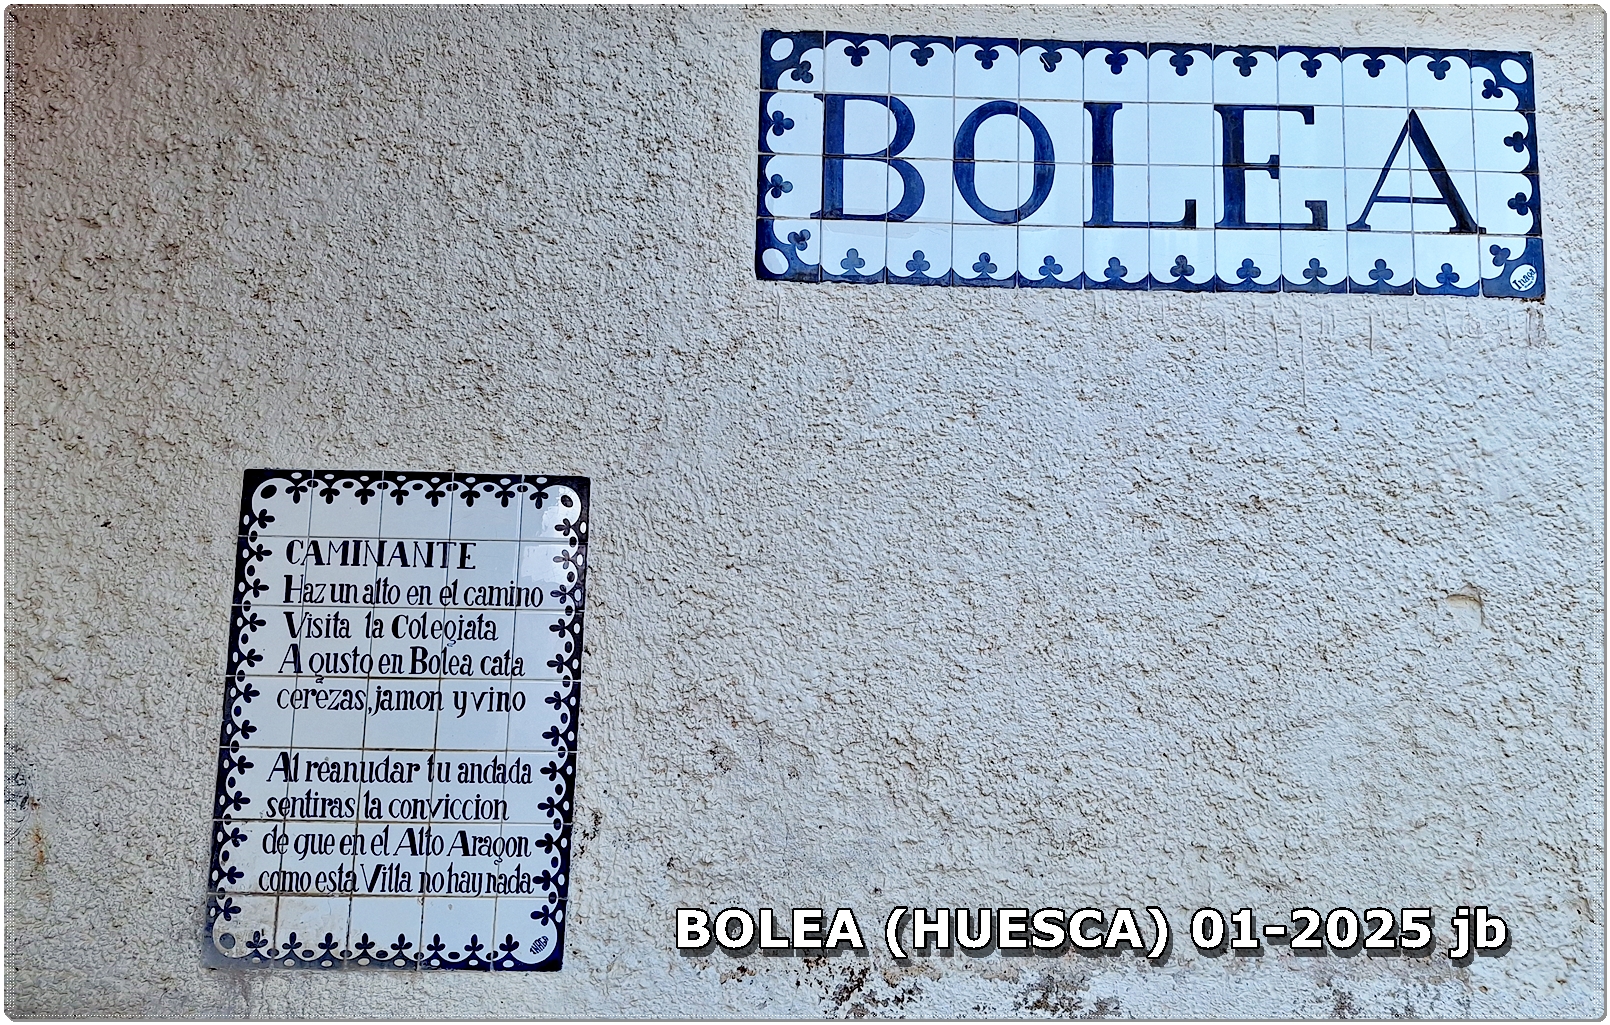 BOLEA
CAMINANTE
Haz un alto en el camino
Visita la Colegiata
A gusto en Bolea cata
cerezas, jamon y vino
Al reanudar tu andada
sentiras la conviccion
de que en el Alto Aragon
como esta Villa no hay nada
BOLEA (HUESCA) 01-2025 jb